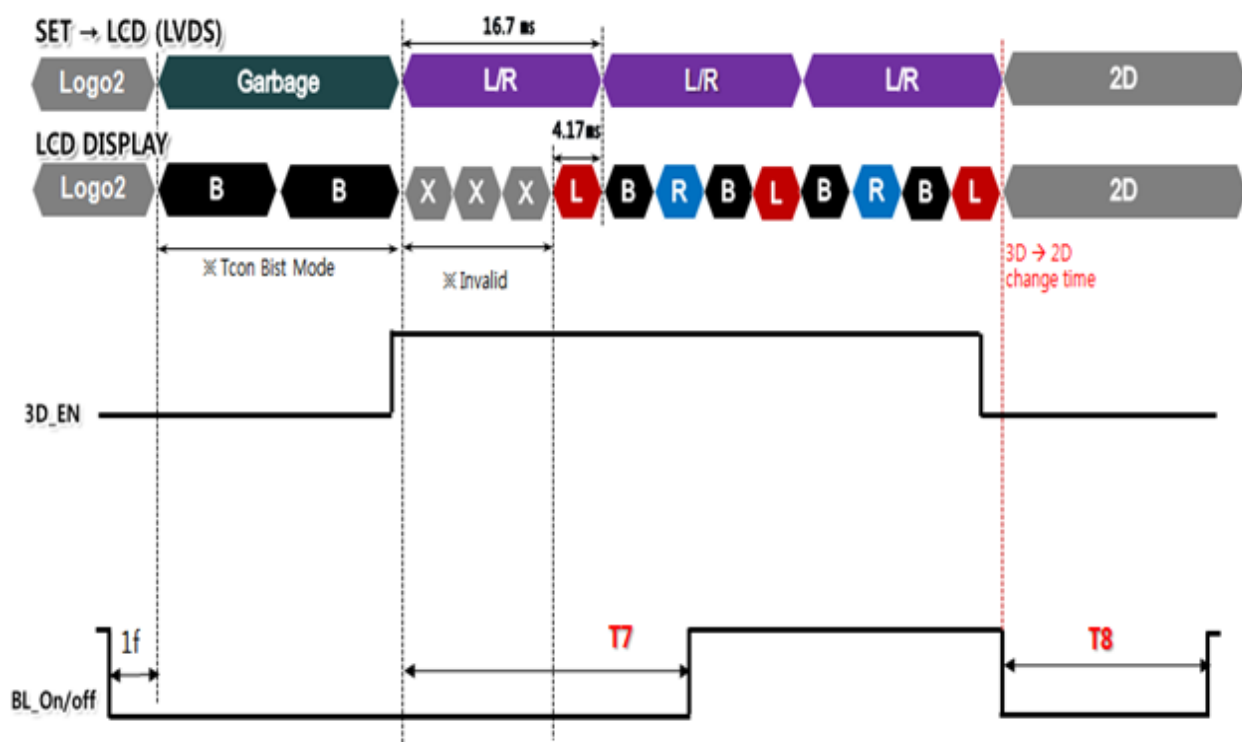 SET → LCD (LVDS)
16.7 ms
Logo2 Garbage L/R L/R L/R 2D
LCD DISPLAY
4.17ms
Logo2 B B X X X L B R B L B R B L 2D
※ Tcon Bist Mode
※ Invalid
3D → 2D
change time
3D_EN
1f
T7
T8
BL_On/off